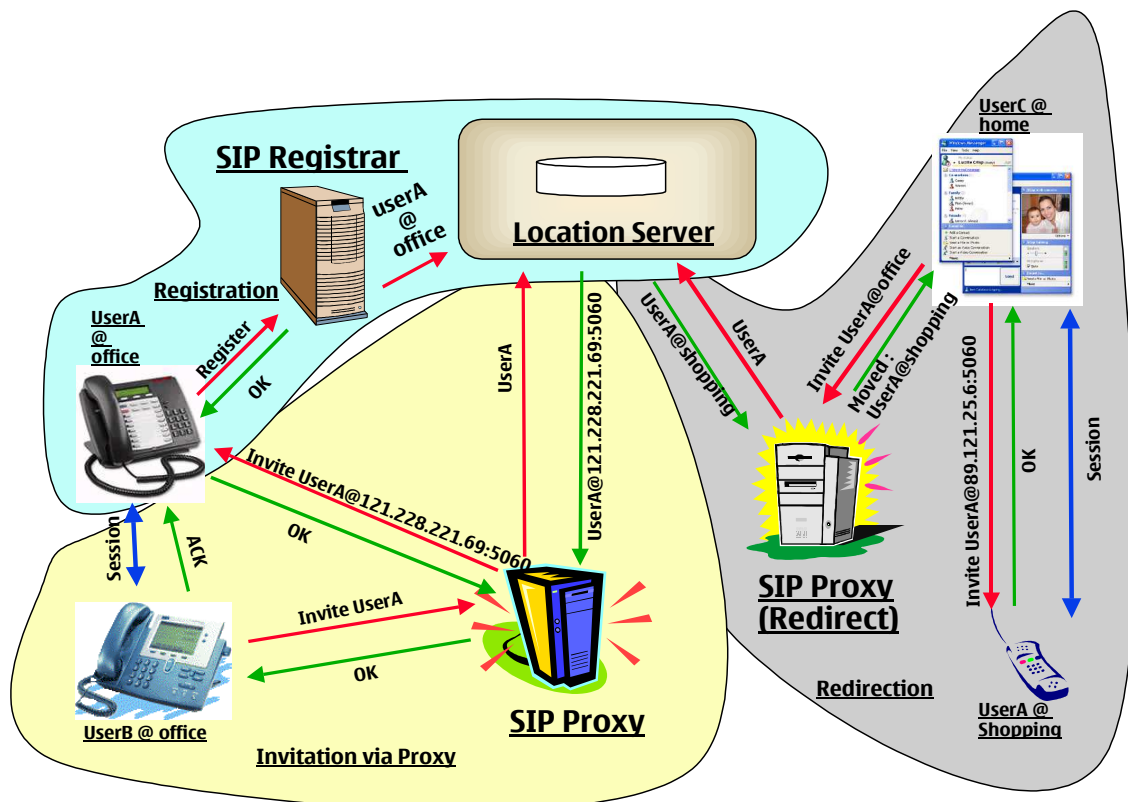 UserC @
home
SIP Registrar
userA
@
office
Location Server
Registration
UserA
@
office
Register
OK
UserA
UserA@121.228.221.69:5060
UserA@shopping
UserA
Invite UserA@office
Moved :
UserA@shopping
Invite UserA@121.228.221.69:5060
OK
Session
ACK
Invite UserA
OK
UserB @ office
SIP Proxy
Invitation via Proxy
SIP Proxy
(Redirect)
Redirection
Invite UserA@89.121.25.6:5060
OK
Session
UserA @
Shopping